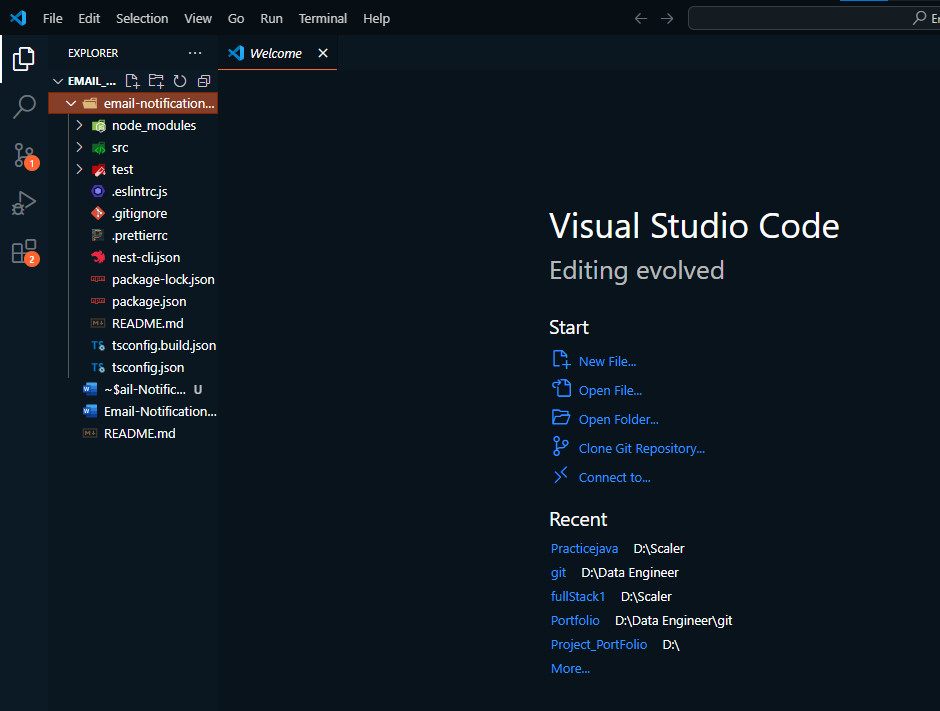 File Edit Selection View Go Run Terminal Help
EXPLORER ...
Welcome
EMAIL_...
email-notification...
node_modules
src
test
.eslintrc.js
.gitignore
.prettierrc
nest-cli.json
package-lock.json
package.json
README.md
tsconfig.build.json
tsconfig.json
~$ail-Notific... U
Email-Notification...
README.md
1
2
Visual Studio Code
Editing evolved
Start
New File...
Open File...
Open Folder...
Clone Git Repository...
Connect to...
Recent
Practicejava D:\Scaler
git D:\Data Engineer
fullStack1 D:\Scaler
Portfolio D:\Data Engineer\git
Project_PortFolio D:\
More...